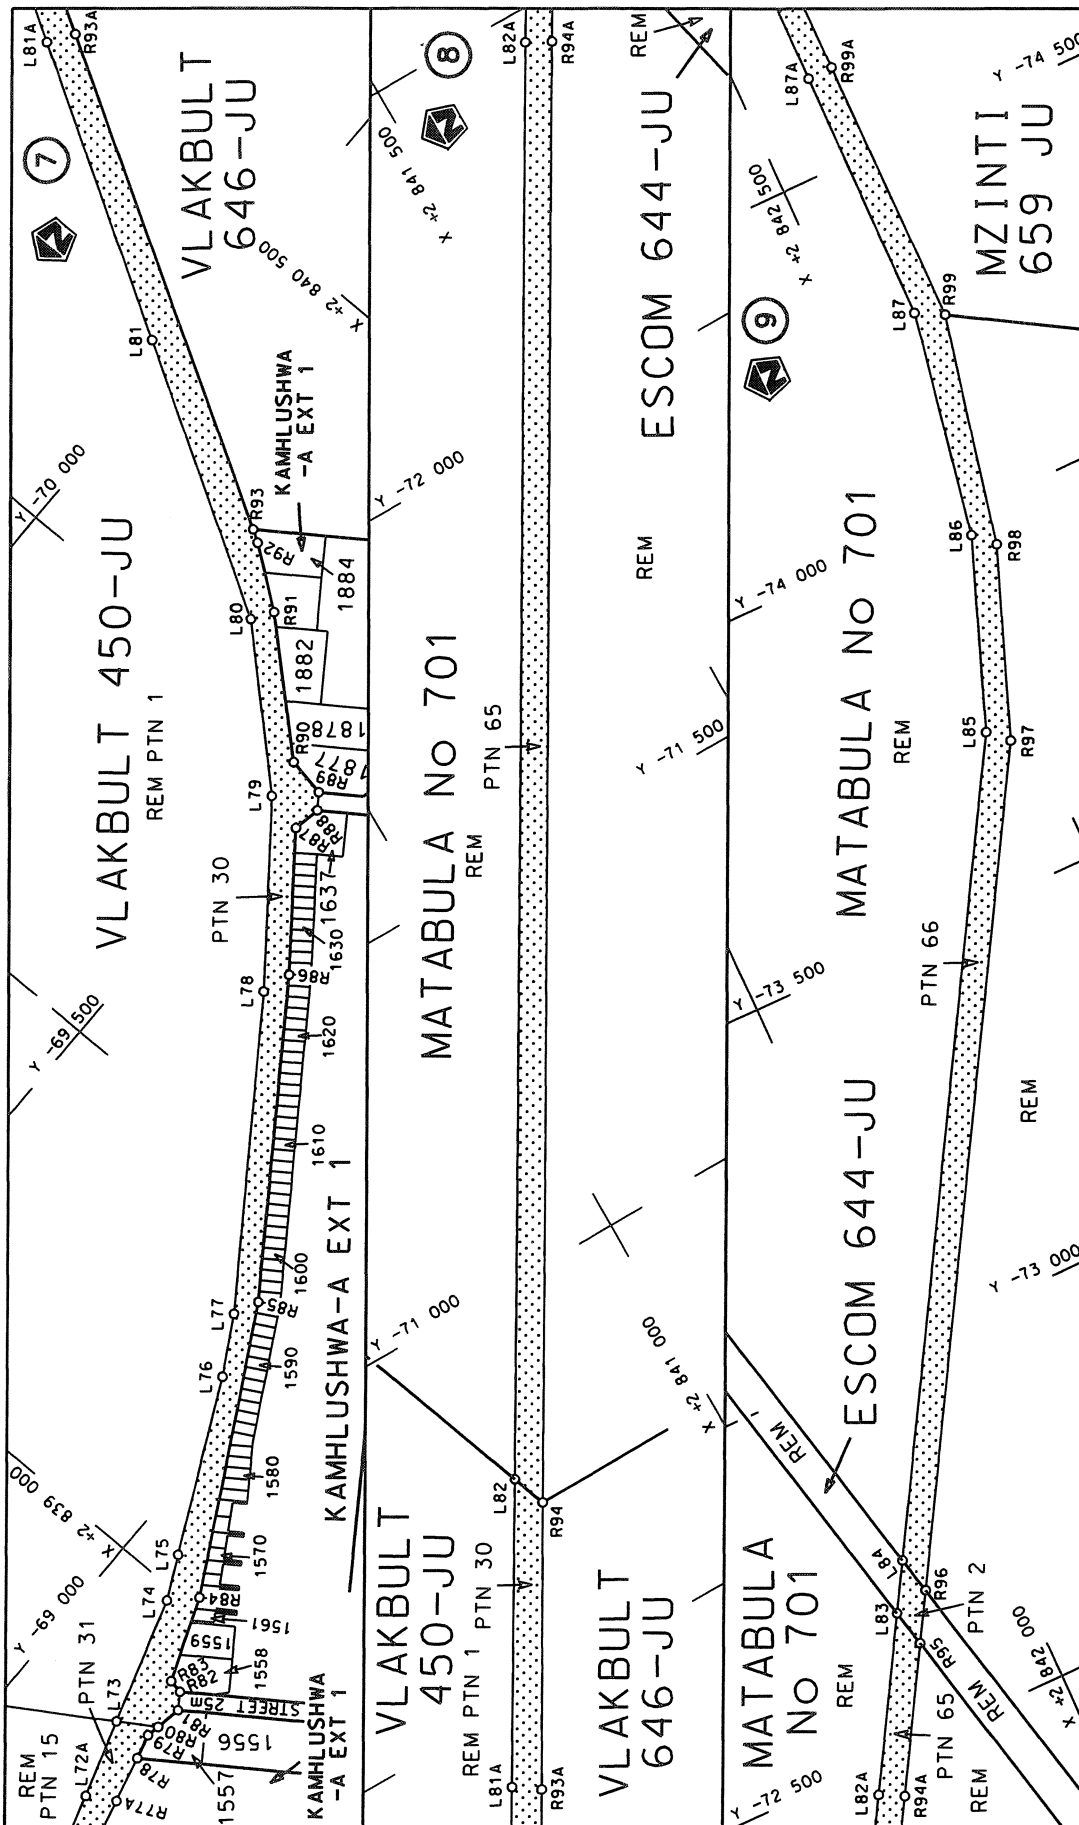 L81A
R93A
7
VLAKBULT
646-JU
L81
X +2 840 500
KAMHLUSHWA
-A EXT 1
Y -70 000
VLAKBULT 450-JU
REM PTN 1
R93
R92
1884
L80
R91
1882
R90
1878
1877
R89
R88
R87
L79
PTN 30
1637
1630
R86
L78
1620
Y -69 500
1610
KAMHLUSHWA-A EXT 1
1600
R85
L77
L76
1590
1580
X +2 839 000
L75
L74
1570
R84
1561
1559
1558
Y -69 000
PTN 31
L73
R83
R82
STREET 25m
R81
R80
R79
R78
1556
1557
KAMHLUSHWA
-A EXT 1
REM
PTN 15
L72A
R77A
L82A
R94A
8
X +2 841 500
REM
ESCOM 644-JU
Y -72 000
REM
MATABULA No 701
REM
PTN 65
Y -71 500
Y -71 000
X +2 841 000
L82
R94
VLAKBULT
450-JU
REM PTN 1
PTN 30
VLAKBULT
646-JU
L81A
R93A
L87A
R99A
Y -74 500
X +2 842 500
9
MZINTI
659 JU
L87
R99
L86
R98
Y -74 000
MATABULA No 701
REM
L85
R97
PTN 66
Y -73 500
REM
ESCOM 644-JU
Y -73 000
REM
L84
R96
L83
R95
PTN 2
MATABULA
No 701
REM
PTN 65
REM
X +2 842 000
Y -72 500
L82A
R94A
REM